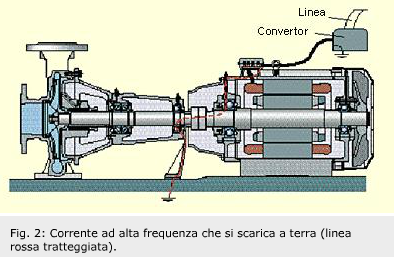 Linea
Convertor
Fig. 2: Corrente ad alta frequenza che si scarica a terra (linea
rossa tratteggiata).